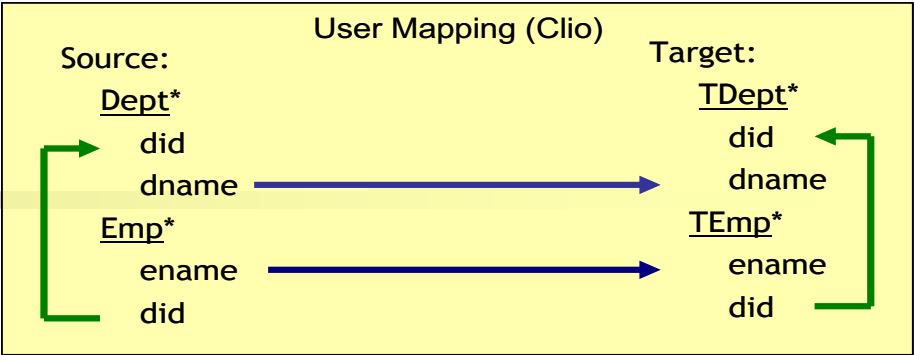 User Mapping (Clio)
Source:
Dept*
did
dname
Emp*
ename
did
Target:
TDept*
did
dname
TEmp*
ename
did